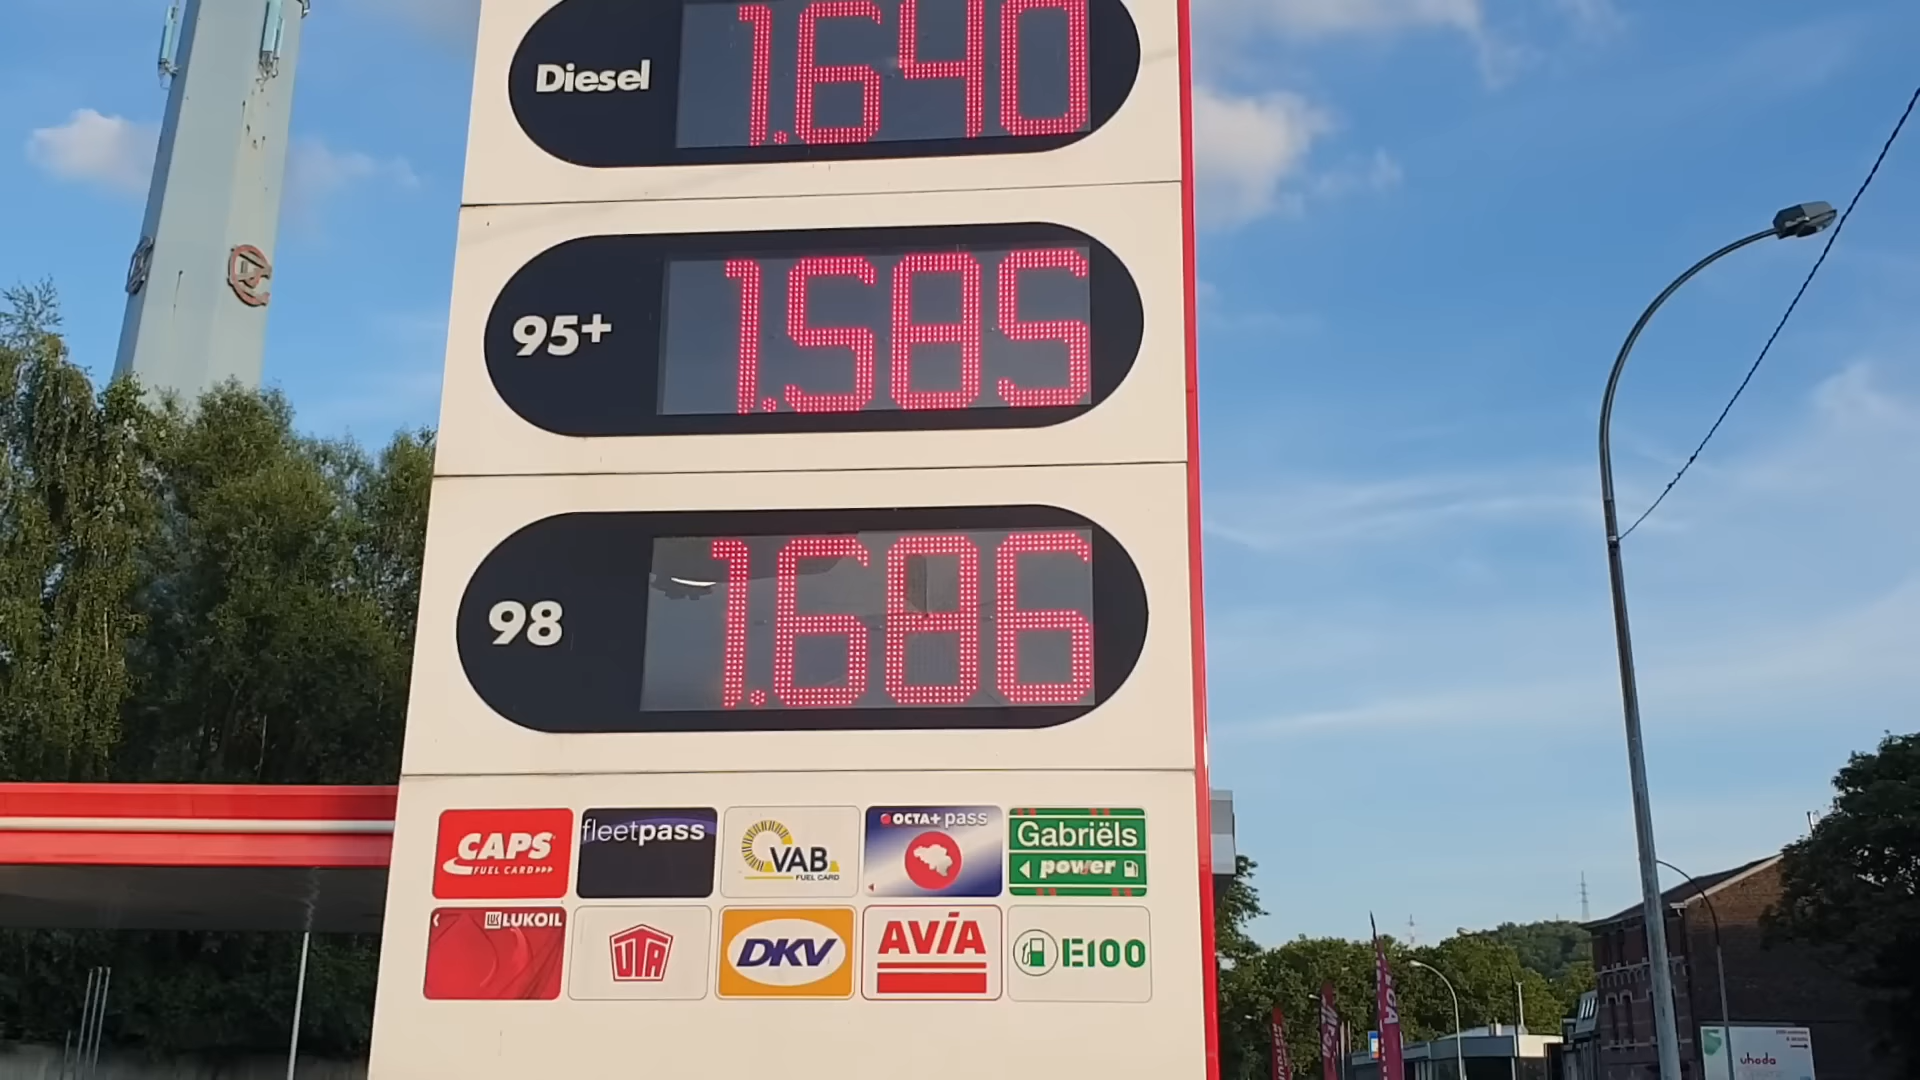 Diesel 1.640
95+ 1.585
98 1.686
CAPS
FUEL CARD
fleetpass
VAB
FUEL CARD
OCTA+ pass
Gabriëls
power
LUKOIL
UTA
DKV
AVIA
E100
uhoda